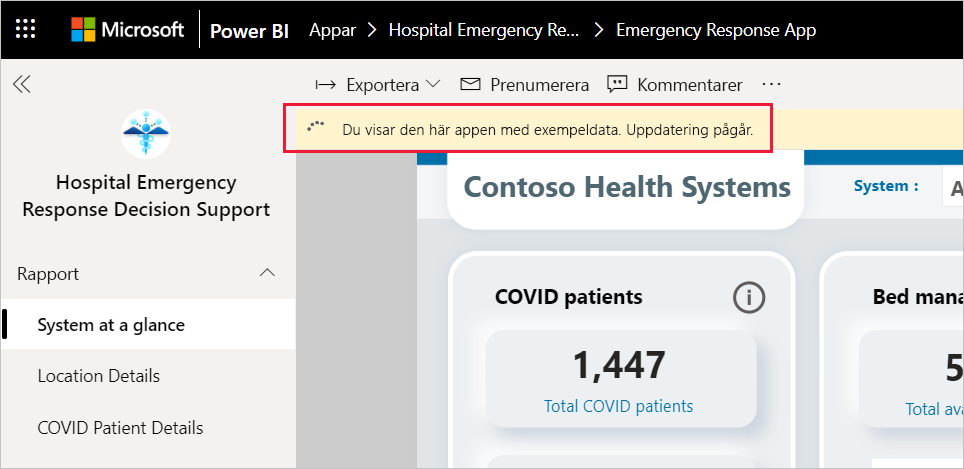 Microsoft Power BI Appar > Hospital Emergency Re... > Emergency Response App
Exportera Prenumerera Kommentarer ...
Du visar den här appen med exempeldata. Uppdatering pågår.
Hospital Emergency
Response Decision Support
Rapport
System at a glance
Location Details
COVID Patient Details
Contoso Health Systems
System :
COVID patients
1,447
Total COVID patients
Bed mana
5
Total ava